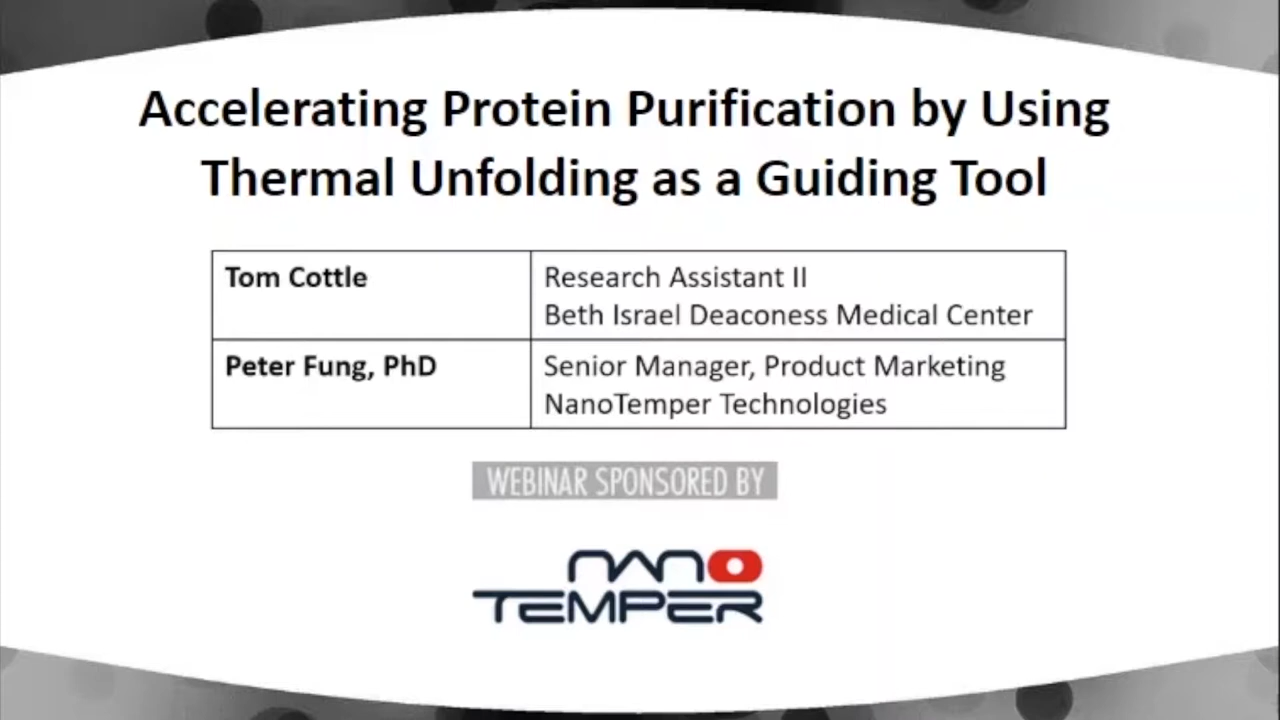 Accelerating Protein Purification by Using
Thermal Unfolding as a Guiding Tool
Tom Cottle
Research Assistant II
Beth Israel Deaconess Medical Center
Peter Fung, PhD
Senior Manager, Product Marketing
NanoTemper Technologies
WEBINAR SPONSORED BY
NANO
TEMPER